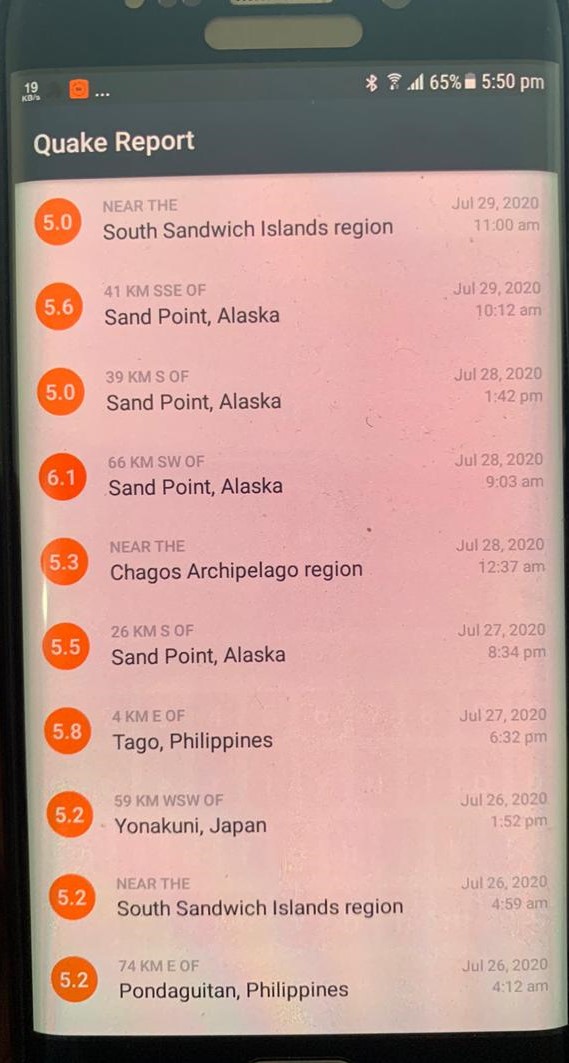 19
KB/s
... 65% 5:50 pm
Quake Report
5.0
NEAR THE
South Sandwich Islands region
Jul 29, 2020
11:00 am
5.6
41 KM SSE OF
Sand Point, Alaska
Jul 29, 2020
10:12 am
5.0
39 KM S OF
Sand Point, Alaska
Jul 28, 2020
1:42 pm
6.1
66 KM SW OF
Sand Point, Alaska
Jul 28, 2020
9:03 am
5.3
NEAR THE
Chagos Archipelago region
Jul 28, 2020
12:37 am
5.5
26 KM S OF
Sand Point, Alaska
Jul 27, 2020
8:34 pm
5.8
4 KM E OF
Tago, Philippines
Jul 27, 2020
6:32 pm
5.2
59 KM WSW OF
Yonakuni, Japan
Jul 26, 2020
1:52 pm
5.2
NEAR THE
South Sandwich Islands region
Jul 26, 2020
4:59 am
5.2
74 KM E OF
Pondaguitan, Philippines
Jul 26, 2020
4:12 am